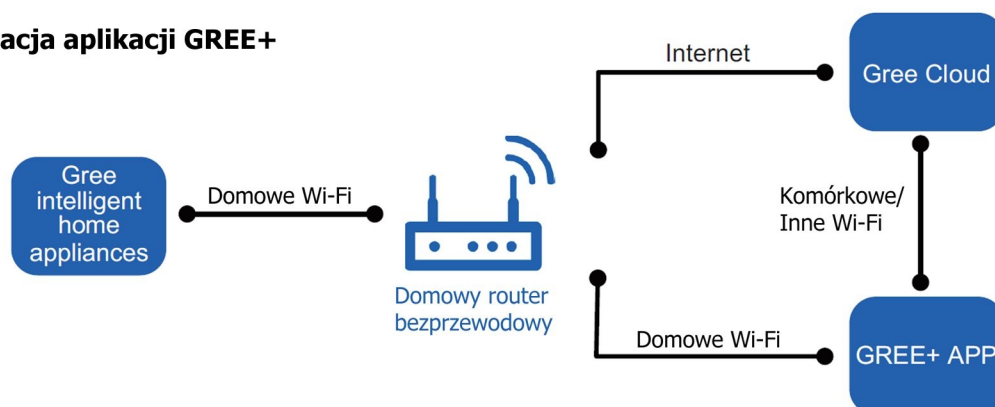 acja aplikacji GREE+
Internet
Gree Cloud
Gree
intelligent
home
appliances
Domowe Wi-Fi
Komórkowe/
Inne Wi-Fi
Domowy router
bezprzewodowy
Domowe Wi-Fi
GREE+ APP